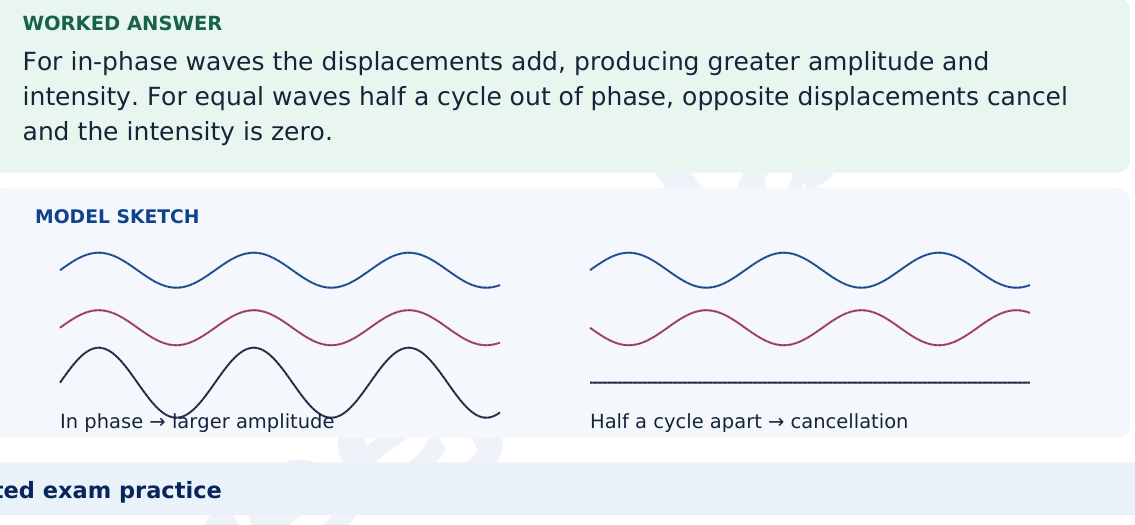 WORKED ANSWER
For in-phase waves the displacements add, producing greater amplitude and
intensity. For equal waves half a cycle out of phase, opposite displacements cancel
and the intensity is zero.
MODEL SKETCH
In phase → larger amplitude
Half a cycle apart → cancellation
ted exam practice